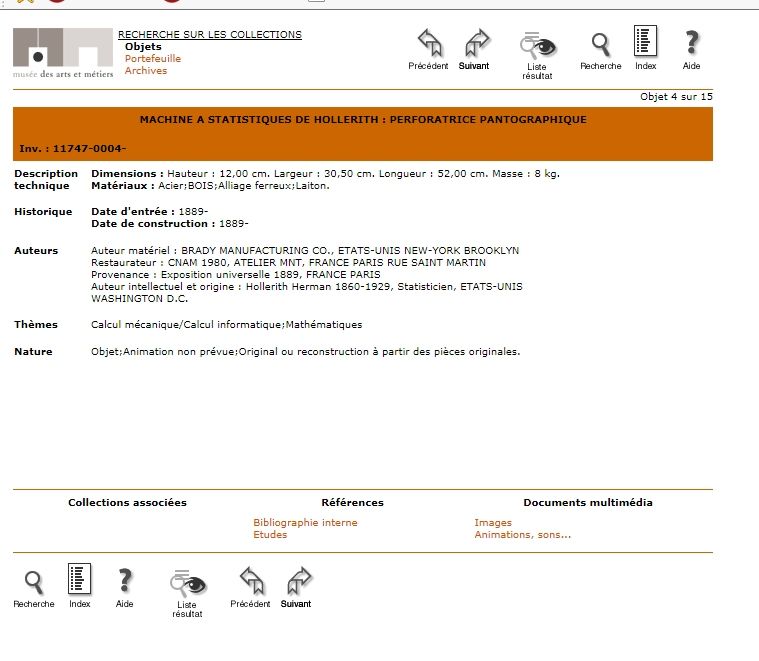 musée des arts et métiers
RECHERCHE SUR LES COLLECTIONS
Objets
Portefeuille
Archives
Précédent
Suivant
Liste
résultat
Recherche
Index
Aide
Objet 4 sur 15
MACHINE A STATISTIQUES DE HOLLERITH : PERFORATRICE PANTOGRAPHIQUE
Inv. : 11747-0004-
Description technique
Dimensions : Hauteur : 12,00 cm. Largeur : 30,50 cm. Longueur : 52,00 cm. Masse : 8 kg.
Matériaux : Acier;BOIS;Alliage ferreux;Laiton.
Historique
Date d'entrée : 1889-
Date de construction : 1889-
Auteurs
Auteur matériel : BRADY MANUFACTURING CO., ETATS-UNIS NEW-YORK BROOKLYN
Restaurateur : CNAM 1980, ATELIER MNT, FRANCE PARIS RUE SAINT MARTIN
Provenance : Exposition universelle 1889, FRANCE PARIS
Auteur intellectuel et origine : Hollerith Herman 1860-1929, Statisticien, ETATS-UNIS
WASHINGTON D.C.
Thèmes
Calcul mécanique/Calcul informatique;Mathématiques
Nature
Objet;Animation non prévue;Original ou reconstruction à partir des pièces originales.
Collections associées
Références
Bibliographie interne
Etudes
Documents multimédia
Images
Animations, sons...
Recherche
Index
Aide
Liste
résultat
Précédent
Suivant